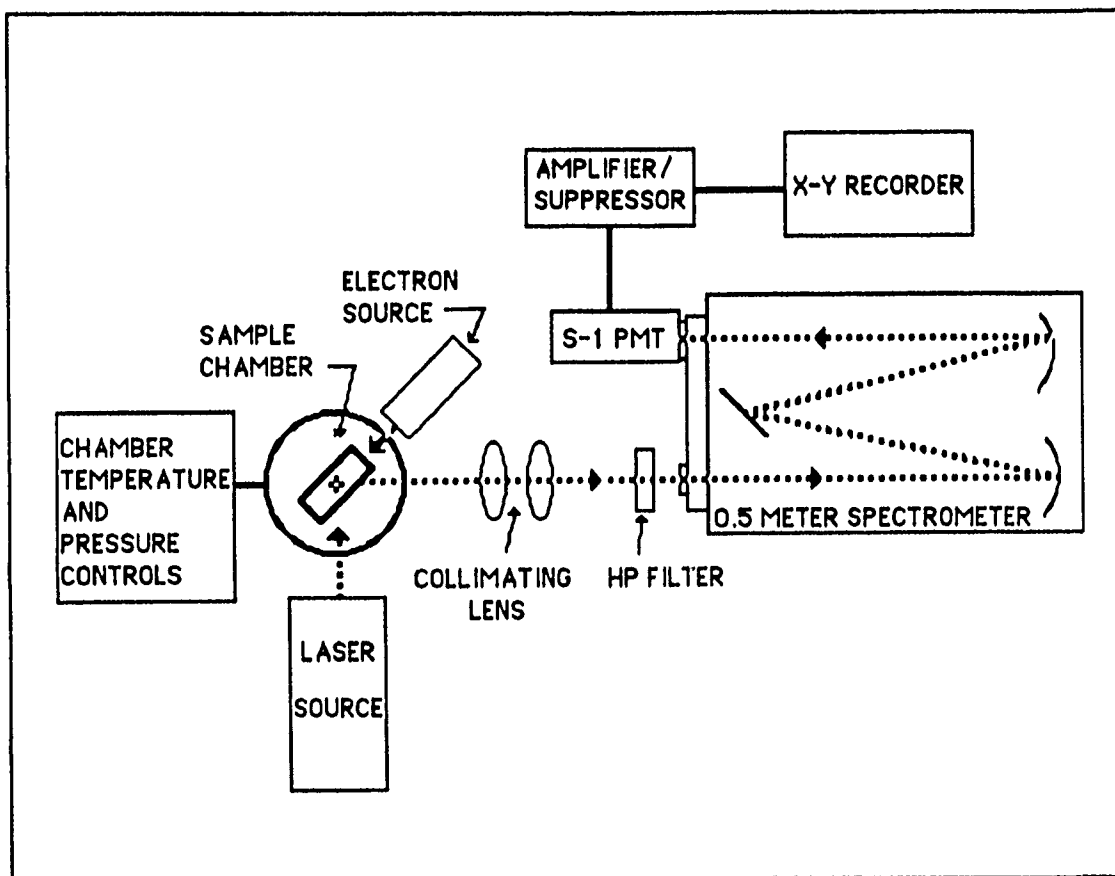 AMPLIFIER/
SUPPRESSOR
X-Y RECORDER
ELECTRON
SOURCE
S-1 PMT
SAMPLE
CHAMBER
CHAMBER
TEMPERATURE
AND
PRESSURE
CONTROLS
0.5 METER SPECTROMETER
COLLIMATING
LENS
HP FILTER
LASER
SOURCE